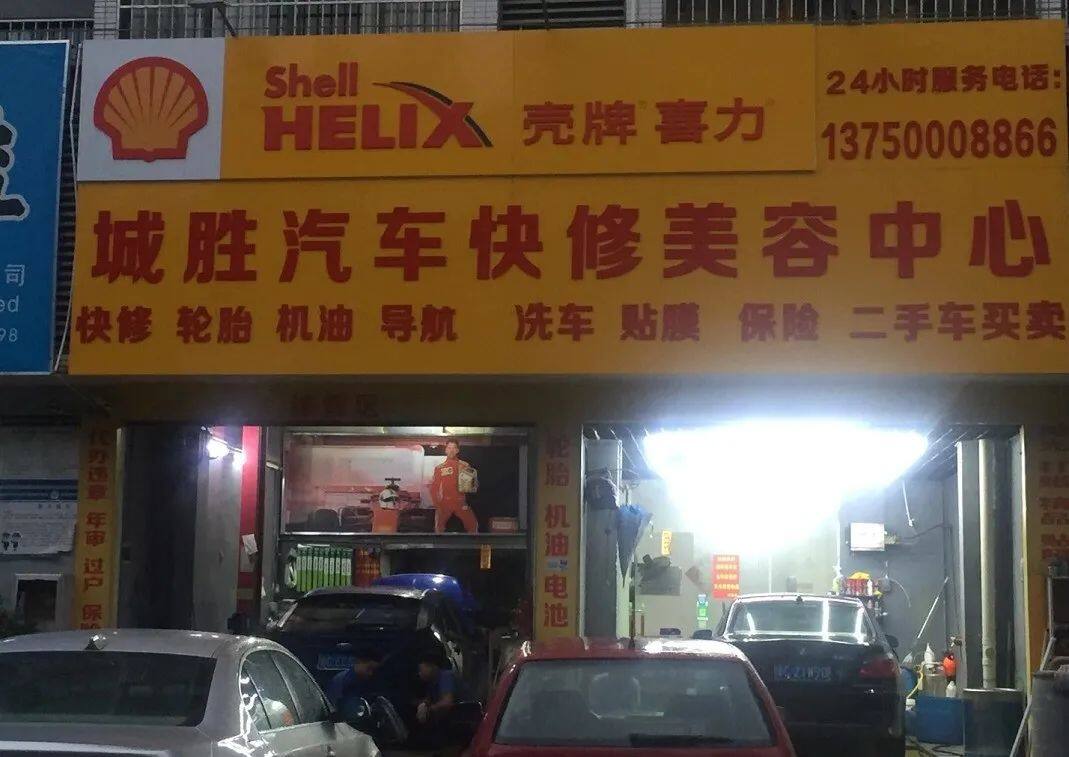 Shell
HELIX 壳牌 喜力
24小时服务电话:
13750008866
城胜汽车快修美容中心
快修 轮胎 机油 导航 洗车 贴膜 保险 二手车买卖
司
ed
98
代办违章 年审 过户 保险
轮胎 机油 电池